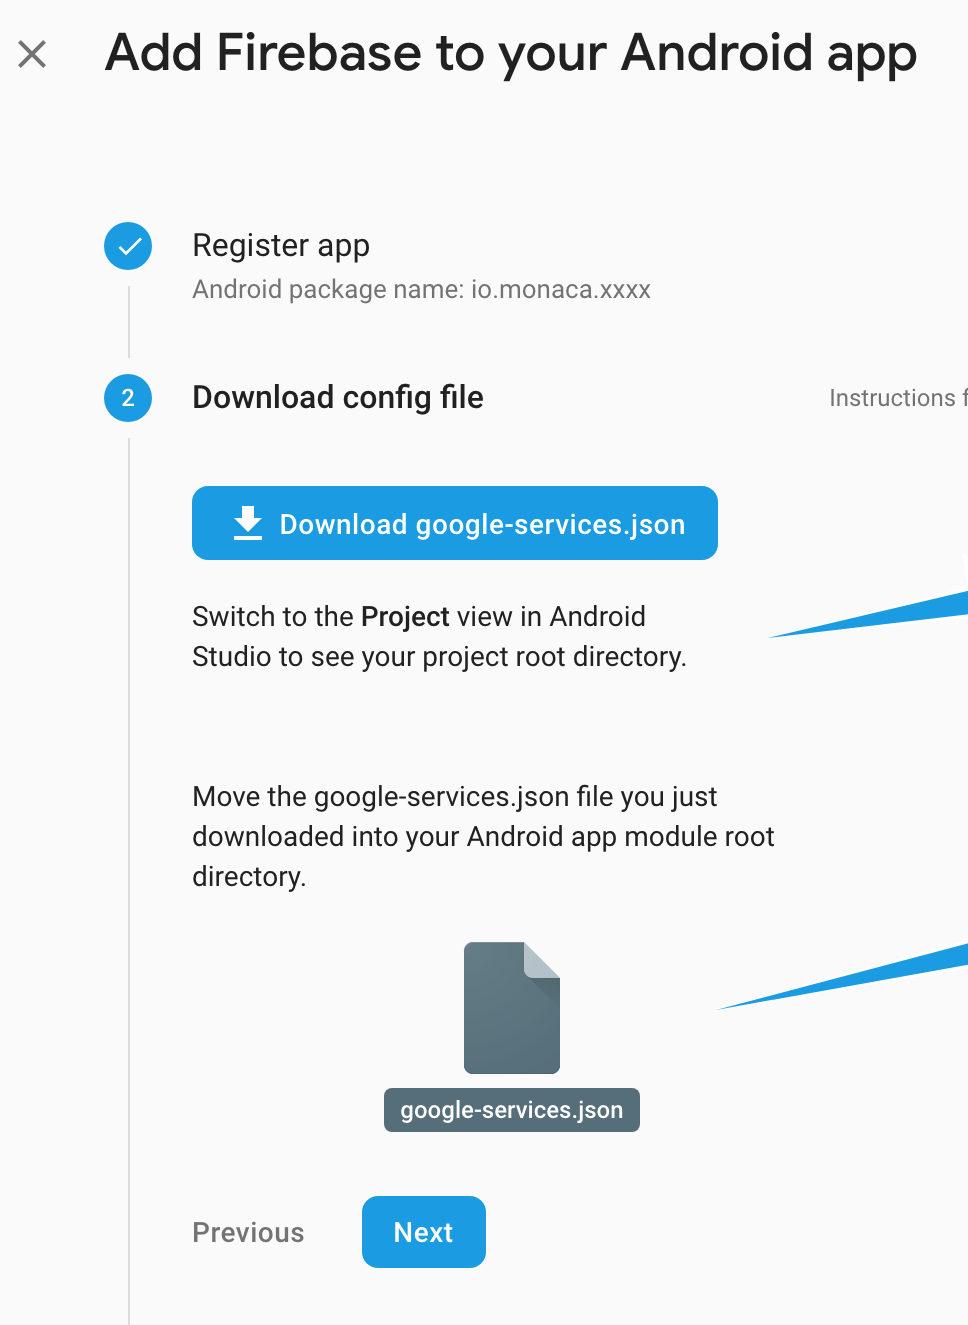 Add Firebase to your Android app
Register app
Android package name: io.monaca.xxxx
2
Download config file
Instructions f
Download google-services.json
Switch to the Project view in Android
Studio to see your project root directory.
Move the google-services.json file you just
downloaded into your Android app module root
directory.
google-services.json
Previous
Next